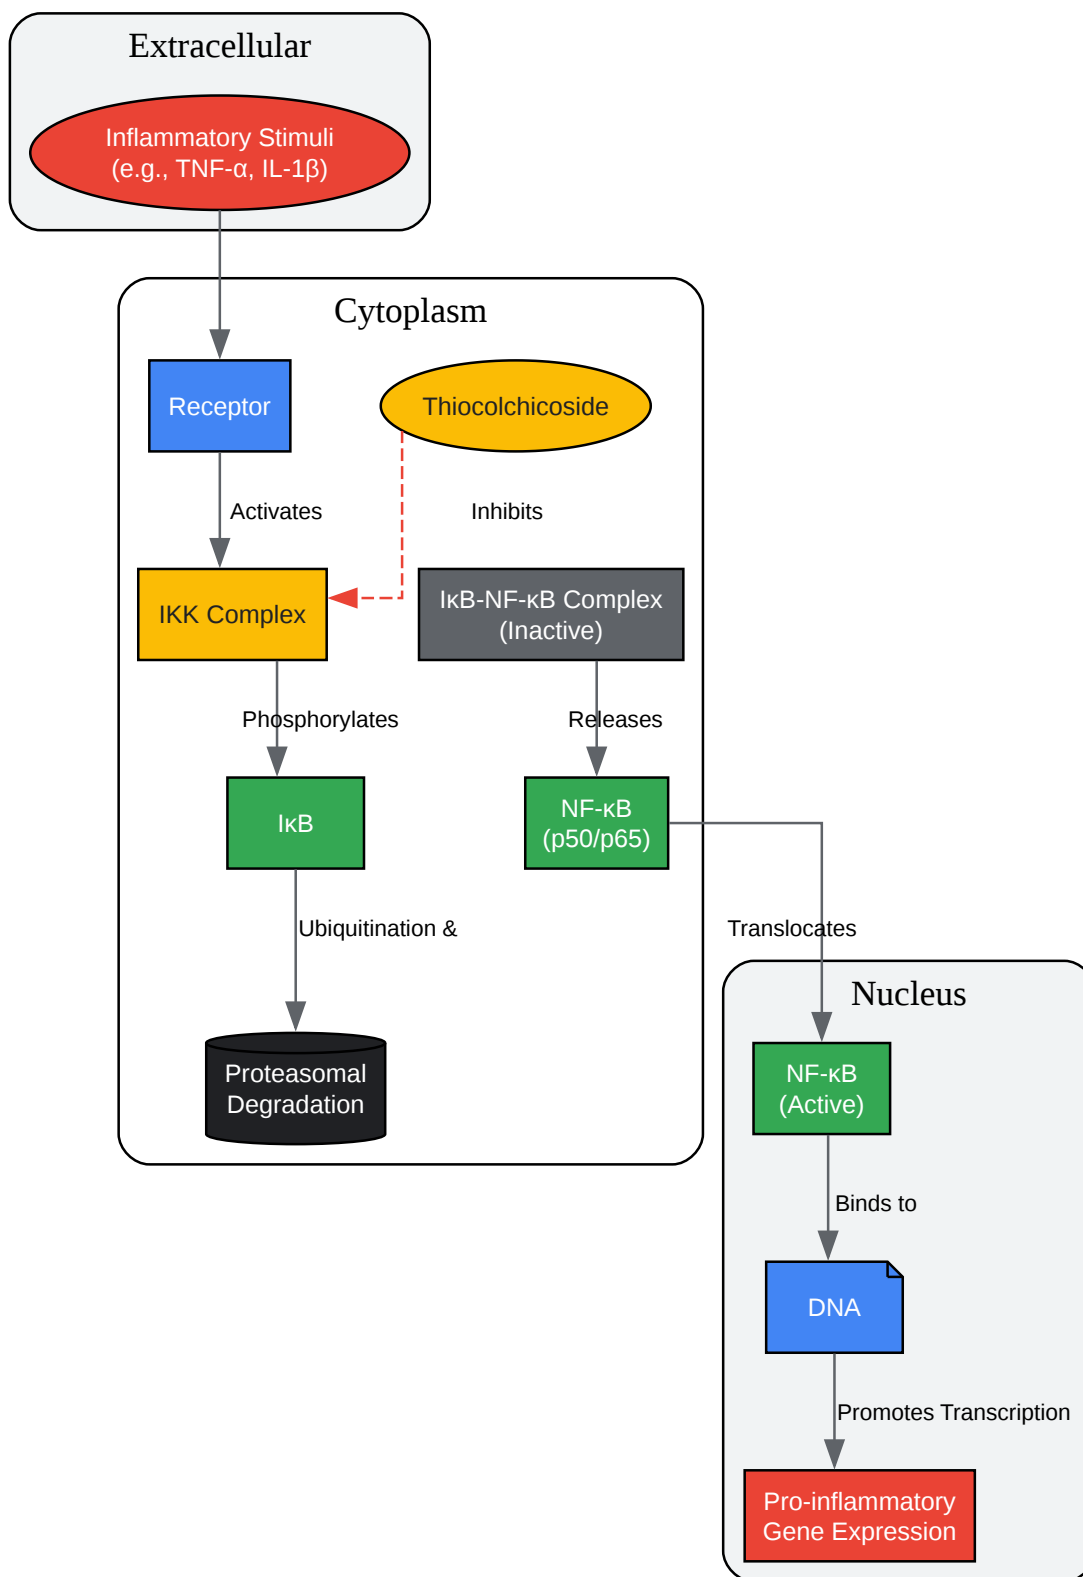 Extracellular
Inflammatory Stimuli
(e.g., TNF-α, IL-1β)
Cytoplasm
Receptor
Thiocolchicoside
Activates
Inhibits
IKK Complex
IκB-NF-κB Complex
(Inactive)
Phosphorylates
Releases
IκB
NF-κB
(p50/p65)
Ubiquitination &
Translocates
Nucleus
Proteasomal
Degradation
NF-κB
(Active)
Binds to
DNA
Promotes Transcription
Pro-inflammatory
Gene Expression